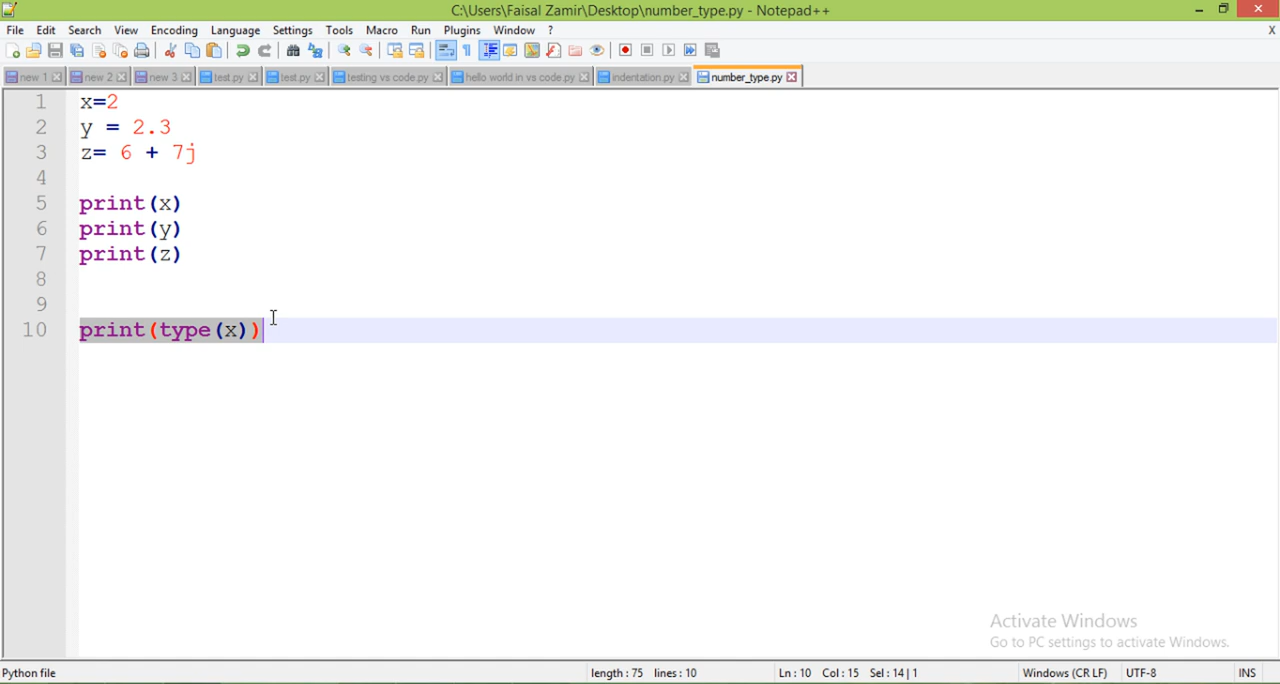 C:\Users\Faisal Zamir\Desktop\number_type.py - Notepad++
File Edit Search View Encoding Language Settings Tools Macro Run Plugins Window ? X
new 1 new 2 new 3 test.py test.py testing vs code.py hello world in vs code.py indentation.py number_type.py
1 x=2
2 y = 2.3
3 z= 6 + 7j
4
5 print(x)
6 print(y)
7 print(z)
8
9
10 print(type(x))
Activate Windows
Go to PC settings to activate Windows.
Python file length : 75 lines : 10 Ln : 10 Col : 15 Sel : 14 | 1 Windows (CR LF) UTF-8 INS